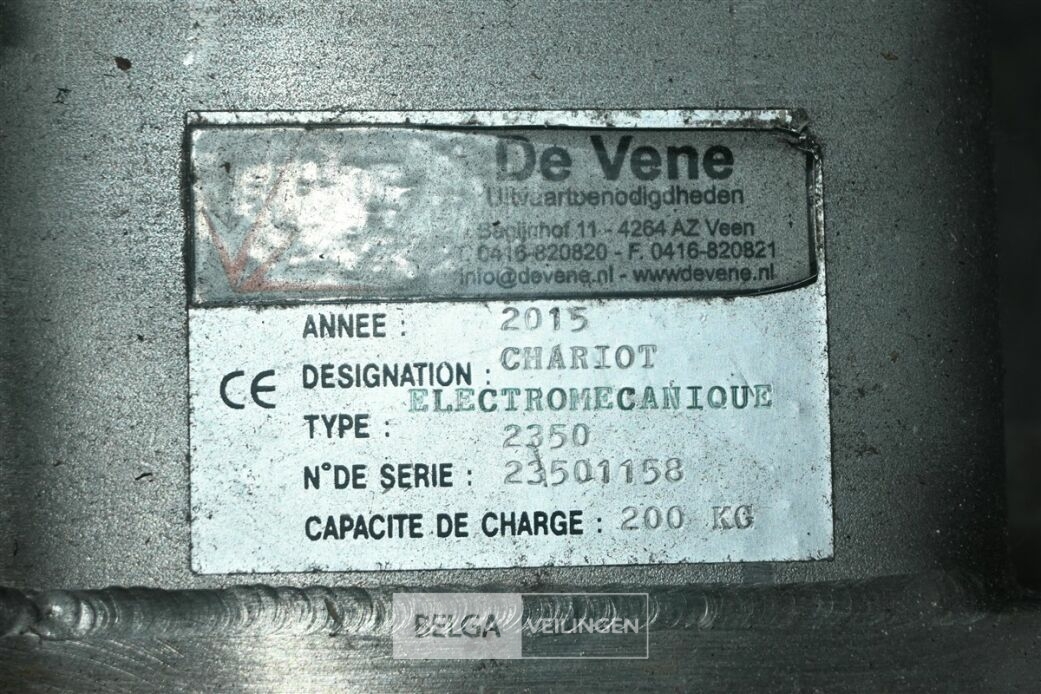 De Vene
Uitvaartbenodigdheden
Begijnhof 11 - 4264 AZ Veen
T. 0416-820820 - F. 0416-820821
info@devene.nl - www.devene.nl
ANNEE : 2015
DESIGNATION : CHARIOT
ELECTROMECANIQUE
TYPE : 2350
N°DE SERIE : 23501158
CAPACITE DE CHARGE : 200 KG
CE
BELGA VEILINGEN